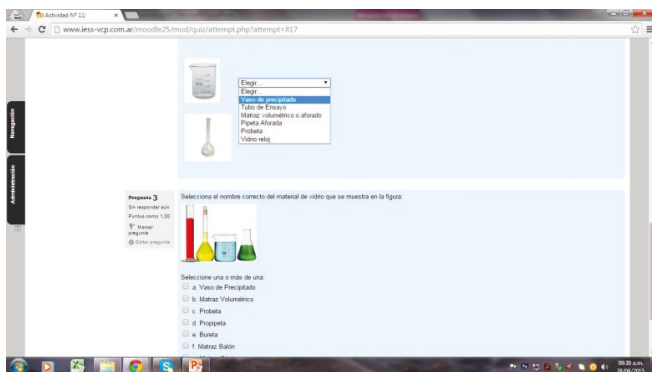 Actividad Nº 11:
www.iess-vcp.com.ar/moodle25/mod/quiz/attempt.php?attempt=817
Elegir...
Elegir...
Vaso de precipitado
Tubo de Ensayo
Matraz volumétrico o aforado
Pipeta Aforada
Probeta
Vidrio reloj
Navegación
Administración
Pregunta 3
Sin responder aún
Puntúa como 1,00
Marcar
pregunta
Editar pregunta
Selecciona el nombre correcto del material de vidrio que se muestra en la figura:
Seleccione una o más de una:
a. Vaso de Precipitado
b. Matraz Volumétrico
c. Probeta
d. Propipeta
e. Bureta
f. Matraz Balón
09:30 a.m.